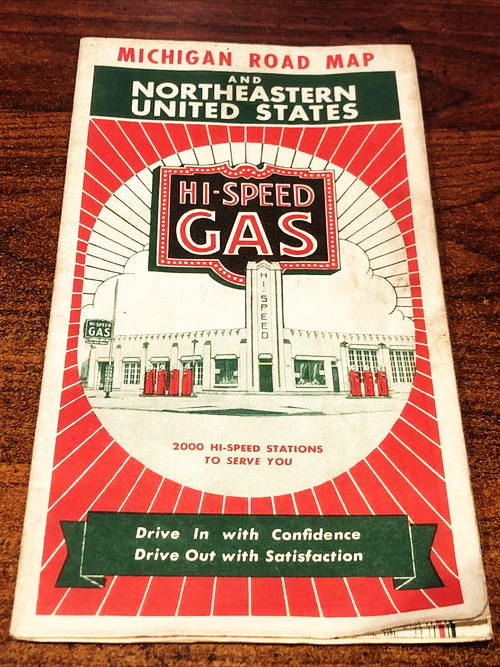 MICHIGAN ROAD MAP
AND
NORTHEASTERN
UNITED STATES
HI-SPEED
GAS
HI-SPEED
HI-SPEED
GAS
2000 HI-SPEED STATIONS
TO SERVE YOU
Drive In with Confidence
Drive Out with Satisfaction